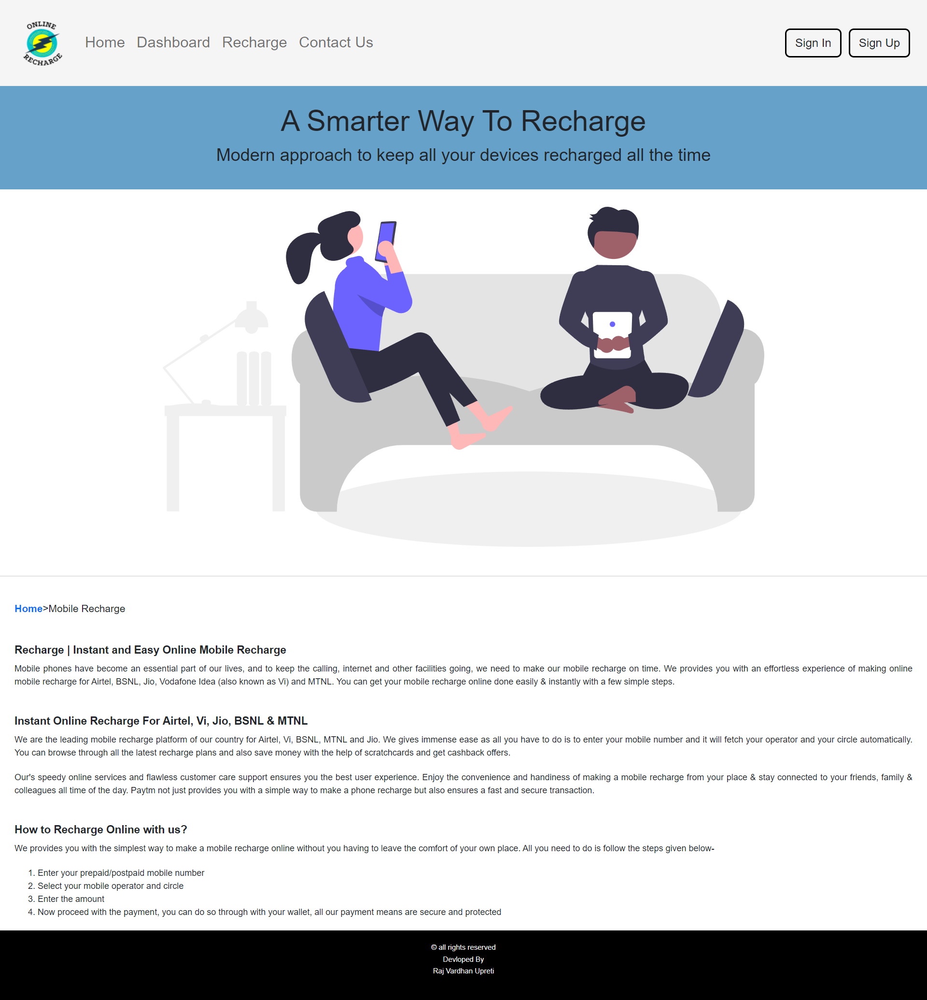 ONLINE
RECHARGE
Home Dashboard Recharge Contact Us
Sign In Sign Up
A Smarter Way To Recharge
Modern approach to keep all your devices recharged all the time
Home>Mobile Recharge
Recharge | Instant and Easy Online Mobile Recharge
Mobile phones have become an essential part of our lives, and to keep the calling, internet and other facilities going, we need to make our mobile recharge on time. We provides you with an effortless experience of making online
mobile recharge for Airtel, BSNL, Jio, Vodafone Idea (also known as Vi) and MTNL. You can get your mobile recharge online done easily & instantly with a few simple steps.
Instant Online Recharge For Airtel, Vi, Jio, BSNL & MTNL
We are the leading mobile recharge platform of our country for Airtel, Vi, BSNL, MTNL and Jio. We gives immense ease as all you have to do is to enter your mobile number and it will fetch your operator and your circle automatically.
You can browse through all the latest recharge plans and also save money with the help of scratchcards and get cashback offers.
Our's speedy online services and flawless customer care support ensures you the best user experience. Enjoy the convenience and handiness of making a mobile recharge from your place & stay connected to your friends, family &
colleagues all time of the day. Paytm not just provides you with a simple way to make a phone recharge but also ensures a fast and secure transaction.
How to Recharge Online with us?
We provides you with the simplest way to make a mobile recharge online without you having to leave the comfort of your own place. All you need to do is follow the steps given below-
1. Enter your prepaid/postpaid mobile number
2. Select your mobile operator and circle
3. Enter the amount
4. Now proceed with the payment, you can do so through with your wallet, all our payment means are secure and protected
© all rights reserved
Devloped By
Raj Vardhan Upreti